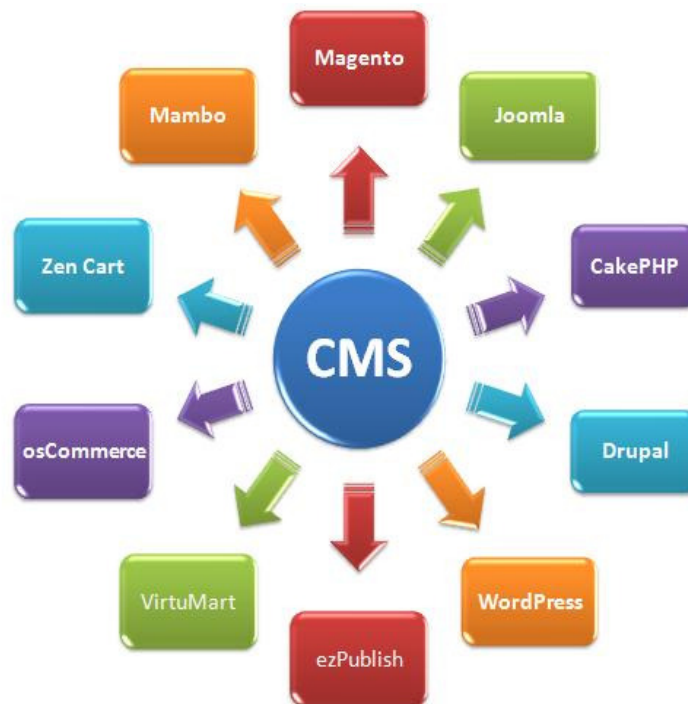 Magento
Mambo
Joomla
Zen Cart
CakePHP
CMS
osCommerce
Drupal
VirtuMart
WordPress
ezPublish